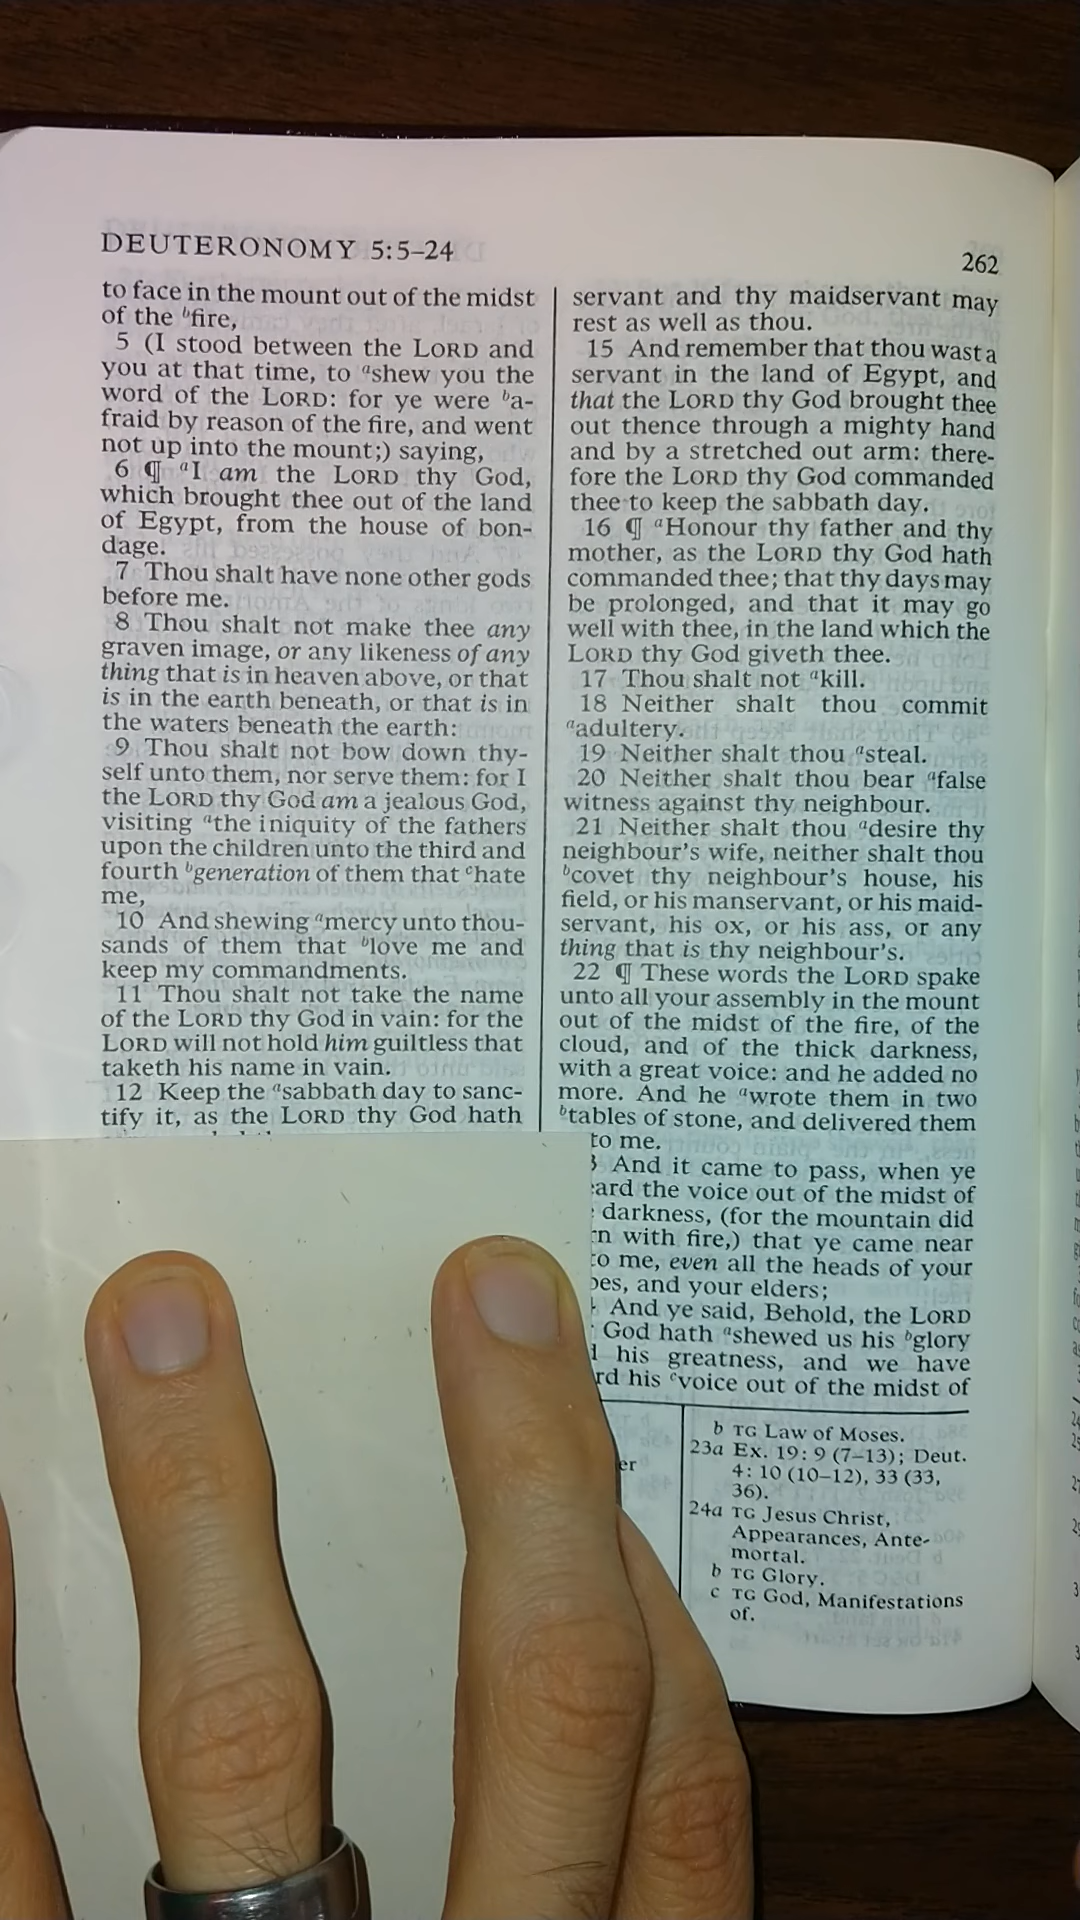 DEUTERONOMY 5:5–24
262
to face in the mount out of the midst
of the bfire,
5 (I stood between the LORD and
you at that time, to ashew you the
word of the LORD: for ye were ba-
fraid by reason of the fire, and went
not up into the mount;) saying,
6 ¶ aI am the LORD thy God,
which brought thee out of the land
of Egypt, from the house of bon-
dage.
7 Thou shalt have none other gods
before me.
8 Thou shalt not make thee any
graven image, or any likeness of any
thing that is in heaven above, or that
is in the earth beneath, or that is in
the waters beneath the earth:
9 Thou shalt not bow down thy-
self unto them, nor serve them: for I
the LORD thy God am a jealous God,
visiting athe iniquity of the fathers
upon the children unto the third and
fourth bgeneration of them that chate
me,
10 And shewing amercy unto thou-
sands of them that blove me and
keep my commandments.
11 Thou shalt not take the name
of the LORD thy God in vain: for the
LORD will not hold him guiltless that
taketh his name in vain.
12 Keep the asabbath day to sanc-
tify it, as the LORD thy God hath
servant and thy maidservant may
rest as well as thou.
15 And remember that thou wast a
servant in the land of Egypt, and
that the LORD thy God brought thee
out thence through a mighty hand
and by a stretched out arm: there-
fore the LORD thy God commanded
thee to keep the sabbath day.
16 ¶ aHonour thy father and thy
mother, as the LORD thy God hath
commanded thee; that thy days may
be prolonged, and that it may go
well with thee, in the land which the
LORD thy God giveth thee.
17 Thou shalt not akill.
18 Neither shalt thou commit
aadultery.
19 Neither shalt thou asteal.
20 Neither shalt thou bear afalse
witness against thy neighbour.
21 Neither shalt thou adesire thy
neighbour's wife, neither shalt thou
bcovet thy neighbour's house, his
field, or his manservant, or his maid-
servant, his ox, or his ass, or any
thing that is thy neighbour's.
22 ¶ These words the LORD spake
unto all your assembly in the mount
out of the midst of the fire, of the
cloud, and of the thick darkness,
with a great voice: and he added no
more. And he awrote them in two
btables of stone, and delivered them
to me.
And it came to pass, when ye
the voice out of the midst of
darkness, (for the mountain did
with fire,) that ye came near
me, even all the heads of your
and your elders;
And ye said, Behold, the LORD
God hath ashewed us his bglory
his greatness, and we have
his cvoice out of the midst of
b TG Law of Moses.
23a Ex. 19: 9 (7–13); Deut.
4: 10 (10–12), 33 (33,
36).
24a TG Jesus Christ,
Appearances, Ante-
mortal.
b TG Glory.
c TG God, Manifestations
of.